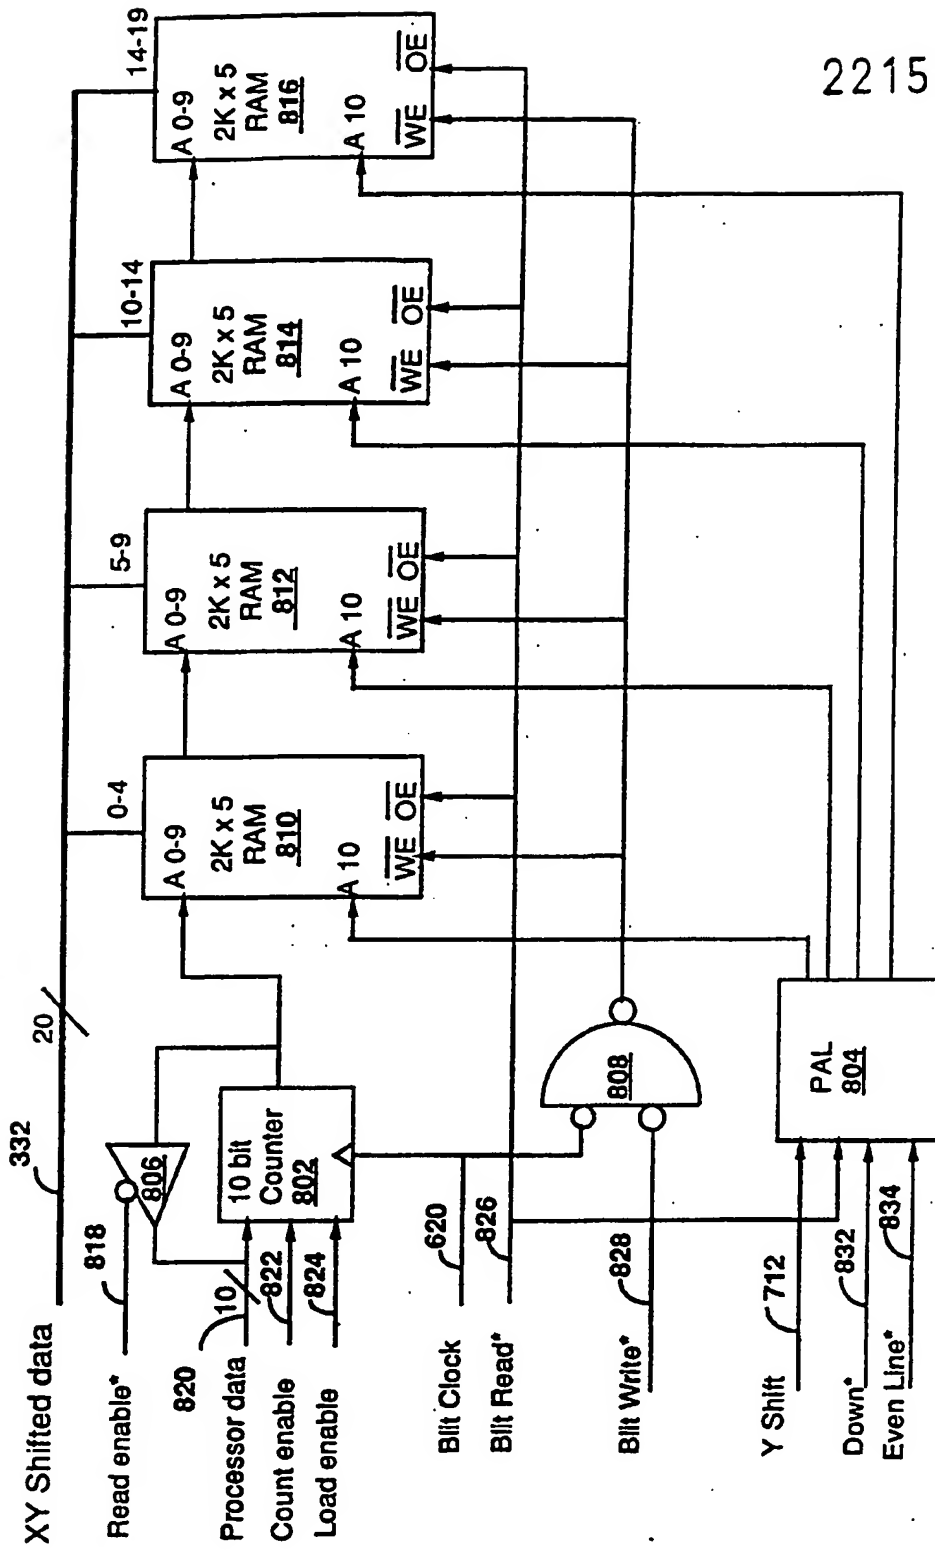 2215
XY Shifted data
332
20
Read enable*
818
806
820
Processor data
10
Count enable
822
Load enable
824
10 bit
Counter
802
0-4
A 0-9
2K x 5
RAM
810
A 10
WE
OE
5-9
A 0-9
2K x 5
RAM
812
A 10
WE
OE
10-14
A 0-9
2K x 5
RAM
814
A 10
WE
OE
14-19
A 0-9
2K x 5
RAM
816
A 10
WE
OE
Blit Clock
620
Blit Read*
826
Blit Write*
828
808
Y Shift
712
Down*
832
Even Line*
834
PAL
804